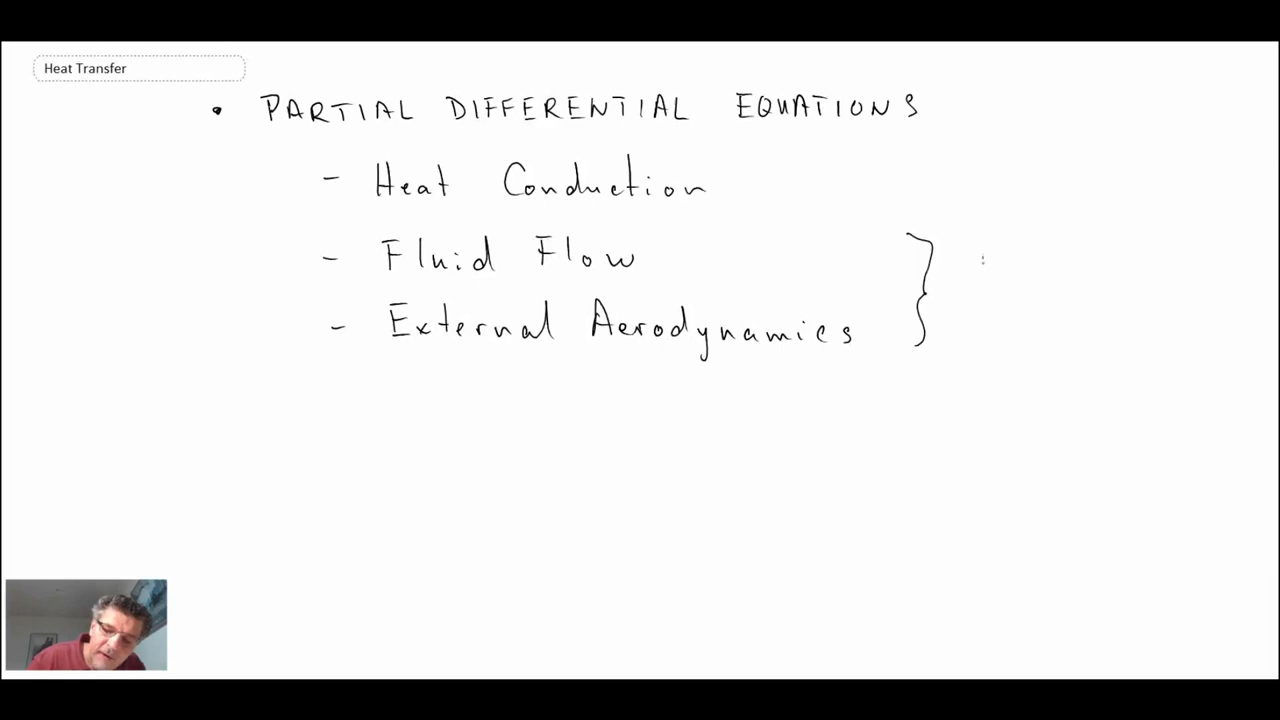 Heat Transfer
• PARTIAL DIFFERENTIAL EQUATIONS
- Heat Conduction
- Fluid Flow
- External Aerodynamics